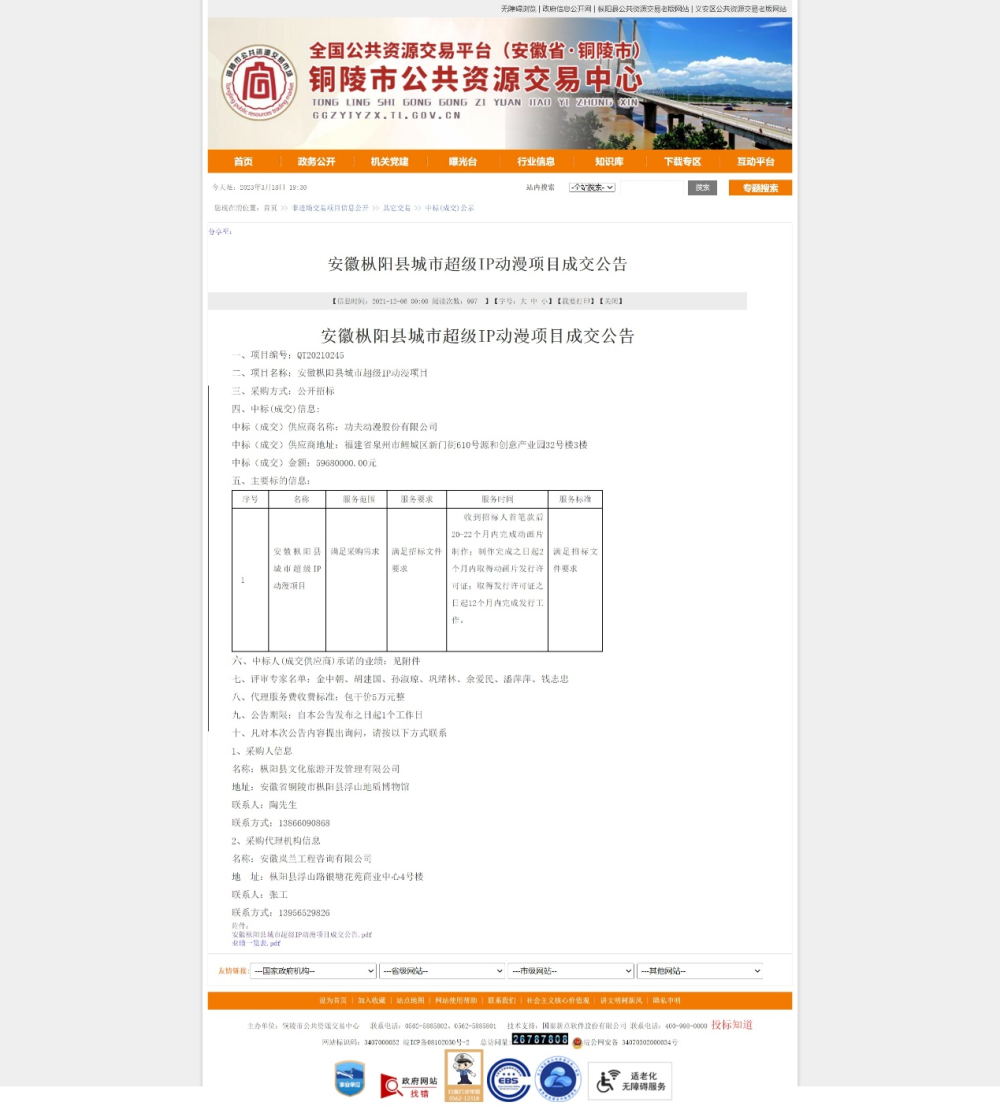 无障碍浏览 | 政府信息公开网 | 枞阳县公共资源交易老版网站 | 义安区公共资源交易老版网站
全国公共资源交易平台（安徽省·铜陵市）
铜陵市公共资源交易中心
TONG LING SHI GONG GONG ZI YUAN JIAO YI ZHONG XIN
GGZYJYZX.TL.GOV.CN
首页 政务公开 机关党建 曝光台 行业信息 知识库 下载专区 互动平台
站内搜索 -全站搜索- 搜索 专题搜索
您现在的位置：首页 >> 非进场交易项目信息公开 >> 其它交易 >> 中标(成交)公示
分享至：
安徽枞阳县城市超级IP动漫项目成交公告
【信息时间：2021-12-06 00:00 阅读次数：997 】【字号：大 中 小】【我要打印】【关闭】
安徽枞阳县城市超级IP动漫项目成交公告
一、项目编号：QT20210245
二、项目名称：安徽枞阳县城市超级IP动漫项目
三、采购方式：公开招标
四、中标(成交)信息：
中标（成交）供应商名称：功夫动漫股份有限公司
中标（成交）供应商地址：福建省泉州市鲤城区新门街610号源和创意产业园32号楼3楼
中标（成交）金额：59680000.00元
五、主要标的信息：
序号 名称 服务范围 服务要求 服务时间 服务标准
1 安徽枞阳县城市超级IP动漫项目 满足采购需求 满足招标文件要求 收到招标人首笔款后20-22个月内完成动画片制作；制作完成之日起2个月内取得动画片发行许可证；取得发行许可证之日起12个月内完成发行工作。 满足招标文件要求
六、中标人(成交供应商)承诺的业绩：见附件
七、评审专家名单：金中朝、胡建国、孙淑琼、巩绪林、余爱民、潘萍萍、钱志忠
八、代理服务费收费标准：包干价5万元整
九、公告期限：自本公告发布之日起1个工作日
十、凡对本次公告内容提出询问，请按以下方式联系
1、采购人信息
名称：枞阳县文化旅游开发管理有限公司
地址：安徽省铜陵市枞阳县浮山地质博物馆
联系人：陶先生
联系方式：13866090868
2、采购代理机构信息
名称：安徽岚兰工程咨询有限公司
地 址：枞阳县浮山路银塘花苑商业中心4号楼
联系人：张工
联系方式：13956529826
附件：
安徽枞阳县城市超级IP动漫项目成交公告.pdf
业绩一览表.pdf
友情链接： ---国家政府机构-- ---省级网站-- ---市级网站-- ---其他网站--
设为首页 | 加入收藏 | 站点地图 | 网站使用帮助 | 联系我们 | 社会主义核心价值观 | 讲文明树新风 | 隐私申明
主办单位：铜陵市公共资源交易中心 联系电话：0562-5885802、0562-5885801 技术支持：国泰新点软件股份有限公司 联系电话：400-998-0000 投标知道
网站标识码：3407000032 皖ICP备08102030号-2 总访问量 26787808 皖公网安备 34070302000034号
事业单位 政府网站 找错 EBS 适老化 无障碍服务